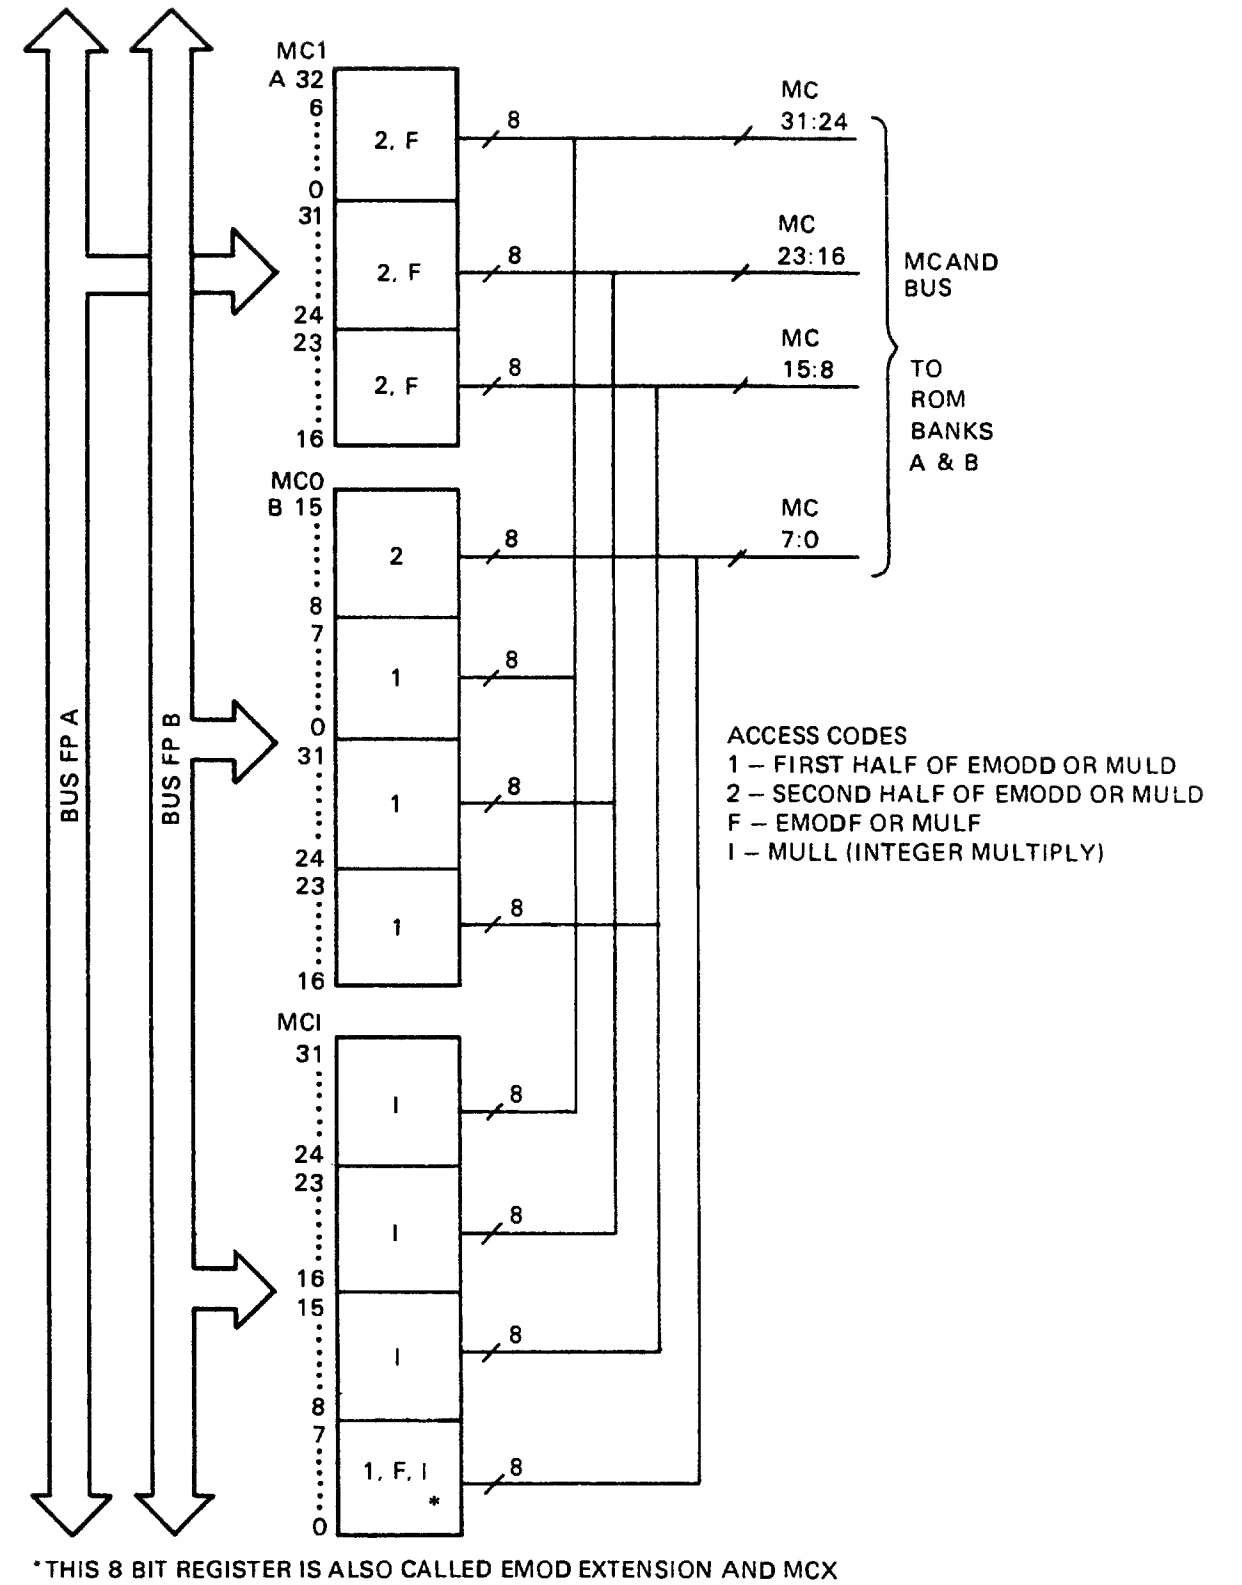 MC1
A 32
6
0
2, F
8
MC
31:24
31
24
2, F
8
MC
23:16
23
16
2, F
8
MC
15:8
MCAND
BUS
TO
ROM
BANKS
A & B
MC0
B 15
8
2
8
MC
7:0
7
0
1
8
31
24
1
8
23
16
1
8
BUS FP A
BUS FP B
ACCESS CODES
1 – FIRST HALF OF EMODD OR MULD
2 – SECOND HALF OF EMODD OR MULD
F – EMODF OR MULF
I – MULL (INTEGER MULTIPLY)
MCI
31
24
I
8
23
16
I
8
15
8
I
8
7
0
1, F, I
*
8
*THIS 8 BIT REGISTER IS ALSO CALLED EMOD EXTENSION AND MCX